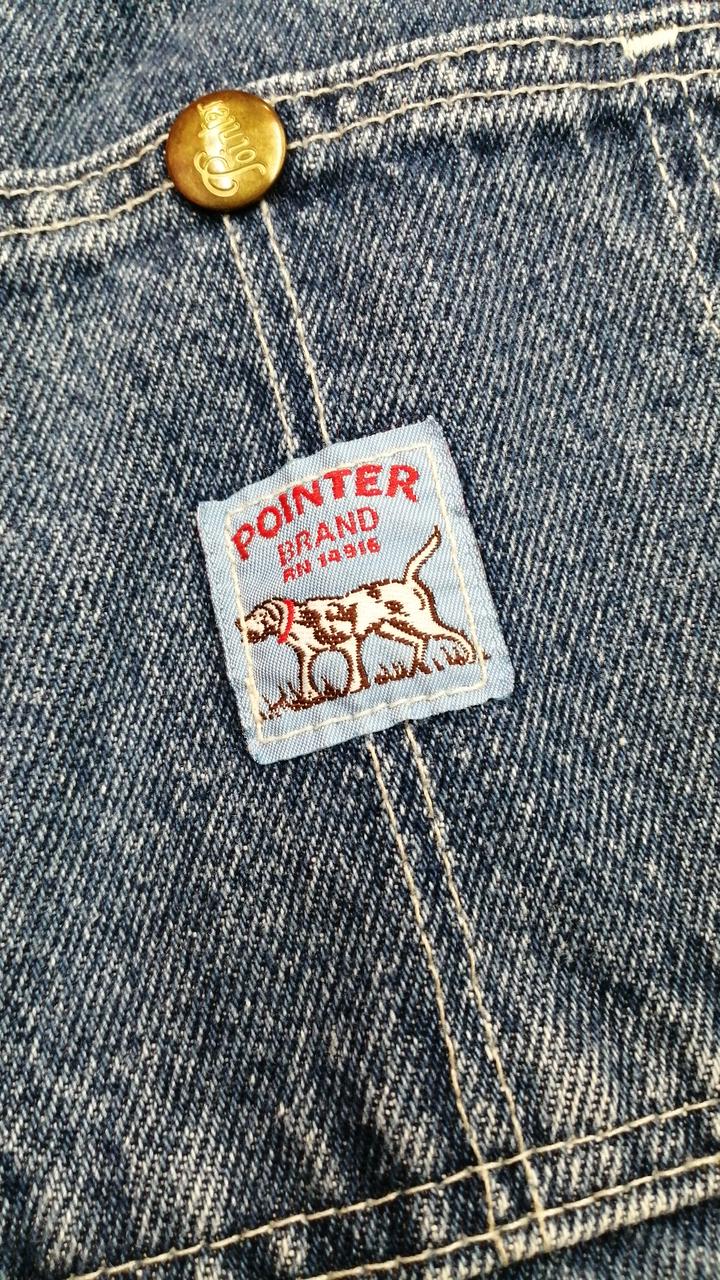 Pointer
POINTER
BRAND
RN 14916